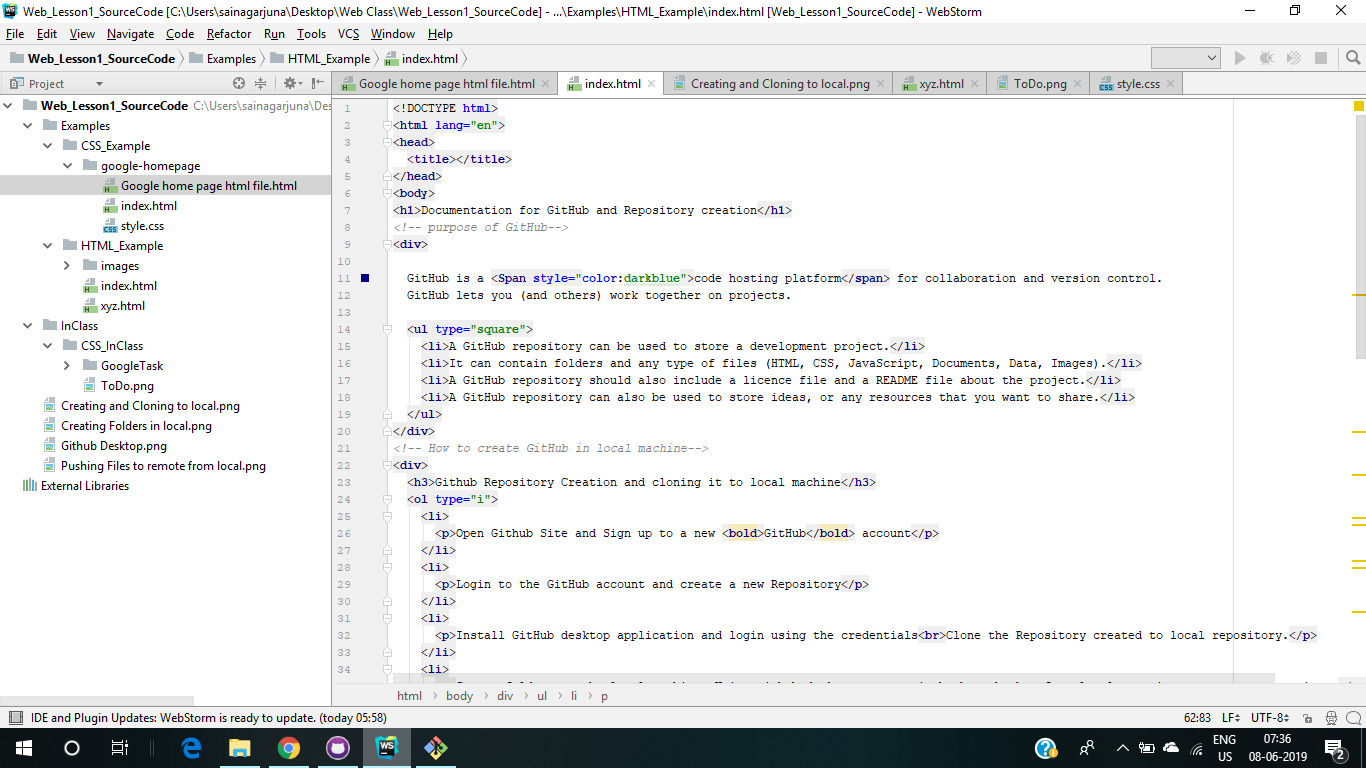 Web_Lesson1_SourceCode [C:\Users\sainagarjuna\Desktop\Web Class\Web_Lesson1_SourceCode] - ...\Examples\HTML_Example\index.html [Web_Lesson1_SourceCode] - WebStorm
File Edit View Navigate Code Refactor Run Tools VCS Window Help
Web_Lesson1_SourceCode Examples HTML_Example index.html
Project
Google home page html file.html index.html Creating and Cloning to local.png xyz.html ToDo.png style.css
Web_Lesson1_SourceCode C:\Users\sainagarjuna\Des
Examples
CSS_Example
google-homepage
Google home page html file.html
index.html
style.css
HTML_Example
images
index.html
xyz.html
InClass
CSS_InClass
GoogleTask
ToDo.png
Creating and Cloning to local.png
Creating Folders in local.png
Github Desktop.png
Pushing Files to remote from local.png
External Libraries
1 <!DOCTYPE html>
2 <html lang="en">
3 <head>
4 <title></title>
5 </head>
6 <body>
7 <h1>Documentation for GitHub and Repository creation</h1>
8 <!-- purpose of GitHub-->
9 <div>
10
11 GitHub is a <Span style="color:darkblue">code hosting platform</span> for collaboration and version control.
12 GitHub lets you (and others) work together on projects.
13
14 <ul type="square">
15 <li>A GitHub repository can be used to store a development project.</li>
16 <li>It can contain folders and any type of files (HTML, CSS, JavaScript, Documents, Data, Images).</li>
17 <li>A GitHub repository should also include a licence file and a README file about the project.</li>
18 <li>A GitHub repository can also be used to store ideas, or any resources that you want to share.</li>
19 </ul>
20 </div>
21 <!-- How to create GitHub in local machine-->
22 <div>
23 <h3>Github Repository Creation and cloning it to local machine</h3>
24 <ol type="i">
25 <li>
26 <p>Open Github Site and Sign up to a new <bold>GitHub</bold> account</p>
27 </li>
28 <li>
29 <p>Login to the GitHub account and create a new Repository</p>
30 </li>
31 <li>
32 <p>Install GitHub desktop application and login using the credentials<br>Clone the Repository created to local repository.</p>
33 </li>
34 <li>
html body div ul li p
IDE and Plugin Updates: WebStorm is ready to update. (today 05:58) 62:83 LF UTF-8
ENG
US
07:36
08-06-2019
2